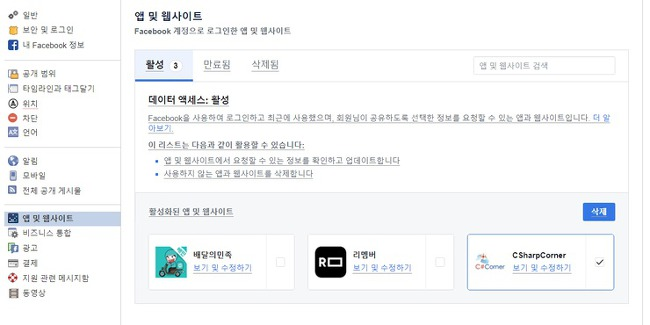 일반
보안 및 로그인
내 Facebook 정보
공개 범위
타임라인과 태그달기
위치
차단
언어
알림
모바일
전체 공개 게시물
앱 및 웹사이트
비즈니스 통합
광고
결제
지원 관련 메시지함
동영상
앱 및 웹사이트
Facebook 계정으로 로그인한 앱 및 웹사이트
활성 3 만료됨 삭제됨 앱 및 웹사이트 검색
데이터 액세스: 활성
Facebook을 사용하여 로그인하고 최근에 사용했으며, 회원님이 공유하도록 선택한 정보를 요청할 수 있는 앱과 웹사이트입니다. 더 알
아보기.
이 리스트는 다음과 같이 활용할 수 있습니다:
앱 및 웹사이트에서 요청할 수 있는 정보를 확인하고 업데이트합니다
사용하지 않는 앱과 웹사이트를 삭제합니다
활성화된 앱 및 웹사이트 삭제
배달의민족
보기 및 수정하기
R
리멤버
보기 및 수정하기
C#Corner
CSharpCorner
보기 및 수정하기